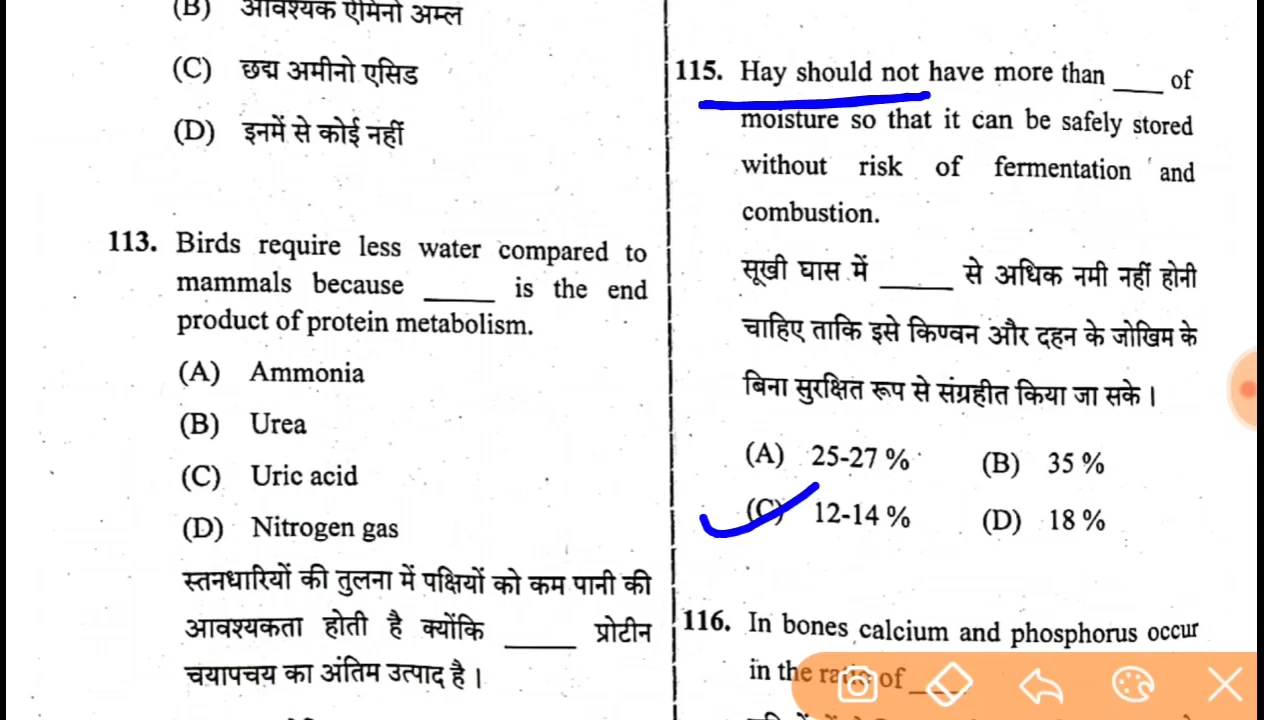 (B) आवश्यक ऐमिनो अम्ल
(C) छद्म अमीनो एसिड
(D) इनमें से कोई नहीं
113. Birds require less water compared to
mammals because _____ is the end
product of protein metabolism.
(A) Ammonia
(B) Urea
(C) Uric acid
(D) Nitrogen gas
स्तनधारियों की तुलना में पक्षियों को कम पानी की
आवश्यकता होती है क्योंकि _____ प्रोटीन
चयापचय का अंतिम उत्पाद है।
115. Hay should not have more than ____ of
moisture so that it can be safely stored
without risk of fermentation and
combustion.
सूखी घास में _____ से अधिक नमी नहीं होनी
चाहिए ताकि इसे किण्वन और दहन के जोखिम के
बिना सुरक्षित रूप से संग्रहीत किया जा सके।
(A) 25-27 % (B) 35 %
(C) 12-14 % (D) 18 %
116. In bones calcium and phosphorus occur
in the ratio of ____.